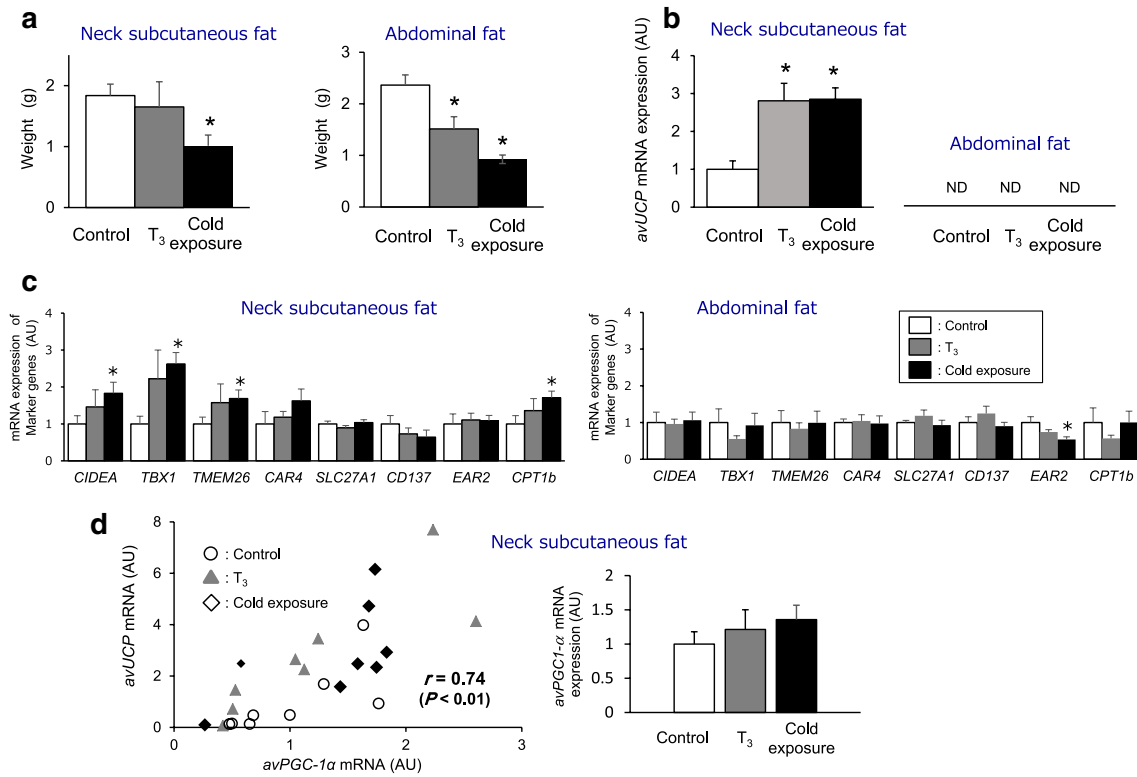 a
Neck subcutaneous fat
Weight (g)
2
1
0
Control
T3
Cold exposure
*
Abdominal fat
Weight (g)
3
2
1
0
Control
T3
Cold exposure
*
*
b
Neck subcutaneous fat
avUCP mRNA expression (AU)
4
3
2
1
0
*
*
Control
T3
Cold
exposure
Abdominal fat
ND ND ND
Control
T3
Cold
exposure
c
Neck subcutaneous fat
mRNA expression of
Marker genes (AU)
4
3
2
1
0
*
*
*
*
CIDEA TBX1 TMEM26 CAR4 SLC27A1 CD137 EAR2 CPT1b
Abdominal fat
mRNA expression of
Marker genes (AU)
4
3
2
1
0
: Control
: T3
: Cold exposure
*
CIDEA TBX1 TMEM26 CAR4 SLC27A1 CD137 EAR2 CPT1b
d
Neck subcutaneous fat
avUCP mRNA (AU)
8
6
4
2
0
: Control
: T3
: Cold exposure
r = 0.74
(P < 0.01)
0 1 2 3
avPGC-1α mRNA (AU)
avPGC1-α mRNA
expression (AU)
2
1.5
1
0.5
0
Control
T3
Cold
exposure